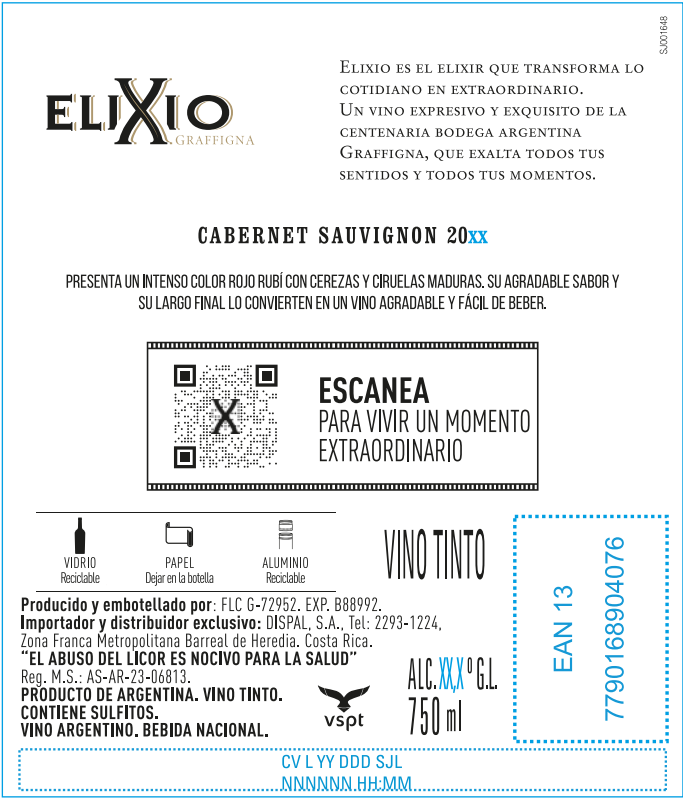 SJ001648
ELIXIO
GRAFFIGNA
ELIXIO ES EL ELIXIR QUE TRANSFORMA LO
COTIDIANO EN EXTRAORDINARIO.
UN VINO EXPRESIVO Y EXQUISITO DE LA
CENTENARIA BODEGA ARGENTINA
GRAFFIGNA, QUE EXALTA TODOS TUS
SENTIDOS Y TODOS TUS MOMENTOS.
CABERNET SAUVIGNON 20XX
PRESENTA UN INTENSO COLOR ROJO RUBÍ CON CEREZAS Y CIRUELAS MADURAS. SU AGRADABLE SABOR Y
SU LARGO FINAL LO CONVIERTEN EN UN VINO AGRADABLE Y FÁCIL DE BEBER.
X
ESCANEA
PARA VIVIR UN MOMENTO
EXTRAORDINARIO
VIDRIO
Reciclable
PAPEL
Dejar en la botella
ALUMINIO
Reciclable
VINO TINTO
Producido y embotellado por: FLC G-72952. EXP. B88992.
Importador y distribuidor exclusivo: DISPAL, S.A., Tel: 2293-1224,
Zona Franca Metropolitana Barreal de Heredia. Costa Rica.
“EL ABUSO DEL LICOR ES NOCIVO PARA LA SALUD”
Reg. M.S.: AS-AR-23-06813.
PRODUCTO DE ARGENTINA. VINO TINTO.
CONTIENE SULFITOS.
VINO ARGENTINO. BEBIDA NACIONAL.
vspt
ALC.XX,Xº G.L.
750 ml
EAN 13
7790168904076
CV L YY DDD SJL
NNNNNN HH:MM